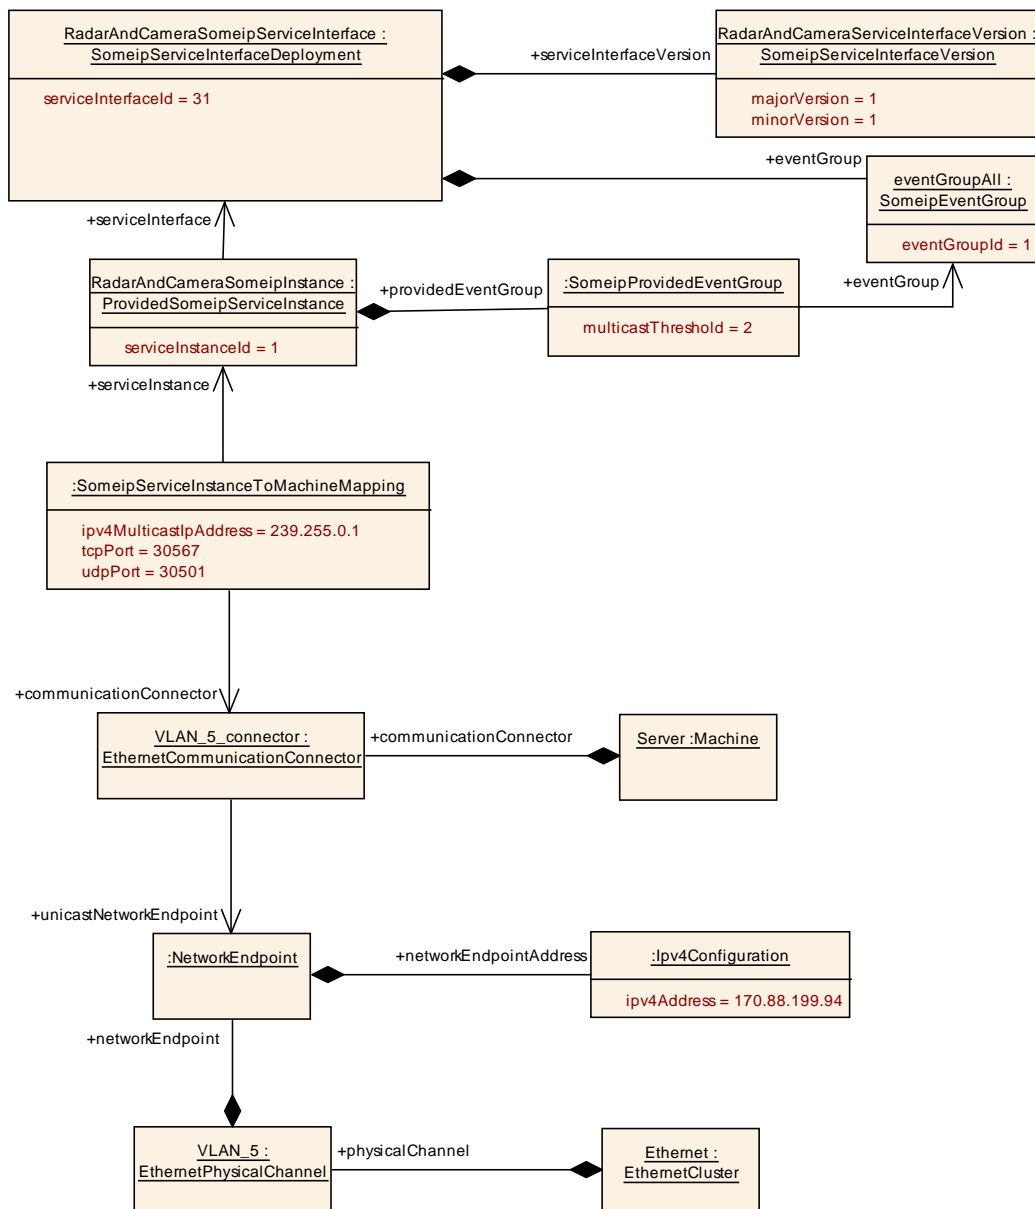 RadarAndCameraSomeipServiceInterface :
SomeipServiceInterfaceDeployment
serviceInterfaceId = 31
+serviceInterfaceVersion
RadarAndCameraServiceInterfaceVersion :
SomeipServiceInterfaceVersion
majorVersion = 1
minorVersion = 1
+eventGroup
eventGroupAll :
SomeipEventGroup
eventGroupId = 1
+serviceInterface
RadarAndCameraSomeipInstance :
ProvidedSomeipServiceInstance
serviceInstanceId = 1
+providedEventGroup
:SomeipProvidedEventGroup
multicastThreshold = 2
+eventGroup
+serviceInstance
:SomeipServiceInstanceToMachineMapping
ipv4MulticastIpAddress = 239.255.0.1
tcpPort = 30567
udpPort = 30501
+communicationConnector
VLAN_5_connector :
EthernetCommunicationConnector
+communicationConnector
Server :Machine
+unicastNetworkEndpoint
:NetworkEndpoint
+networkEndpointAddress
:Ipv4Configuration
ipv4Address = 170.88.199.94
+networkEndpoint
VLAN_5 :
EthernetPhysicalChannel
+physicalChannel
Ethernet :
EthernetCluster